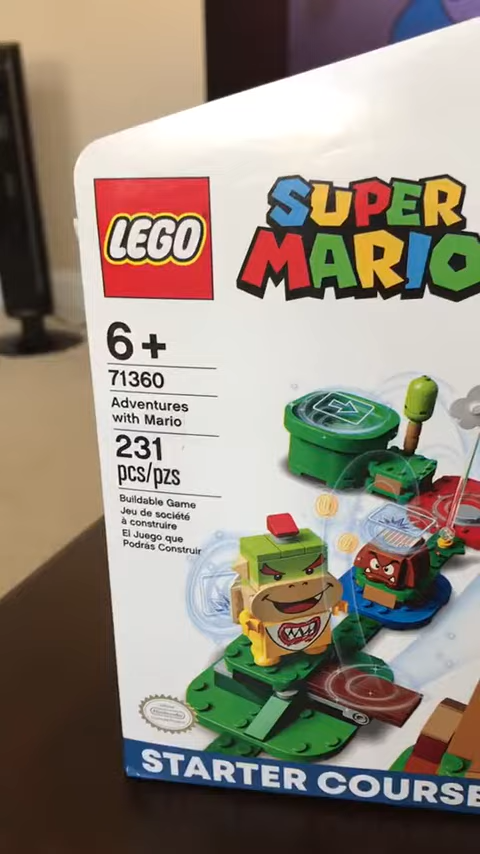 LEGO
SUPER
MARIO
6+
71360
Adventures
with Mario
231
pcs/pzs
Buildable Game
Jeu de société
à construire
El Juego que
Podrás Construir
Nintendo
STARTER COURSE